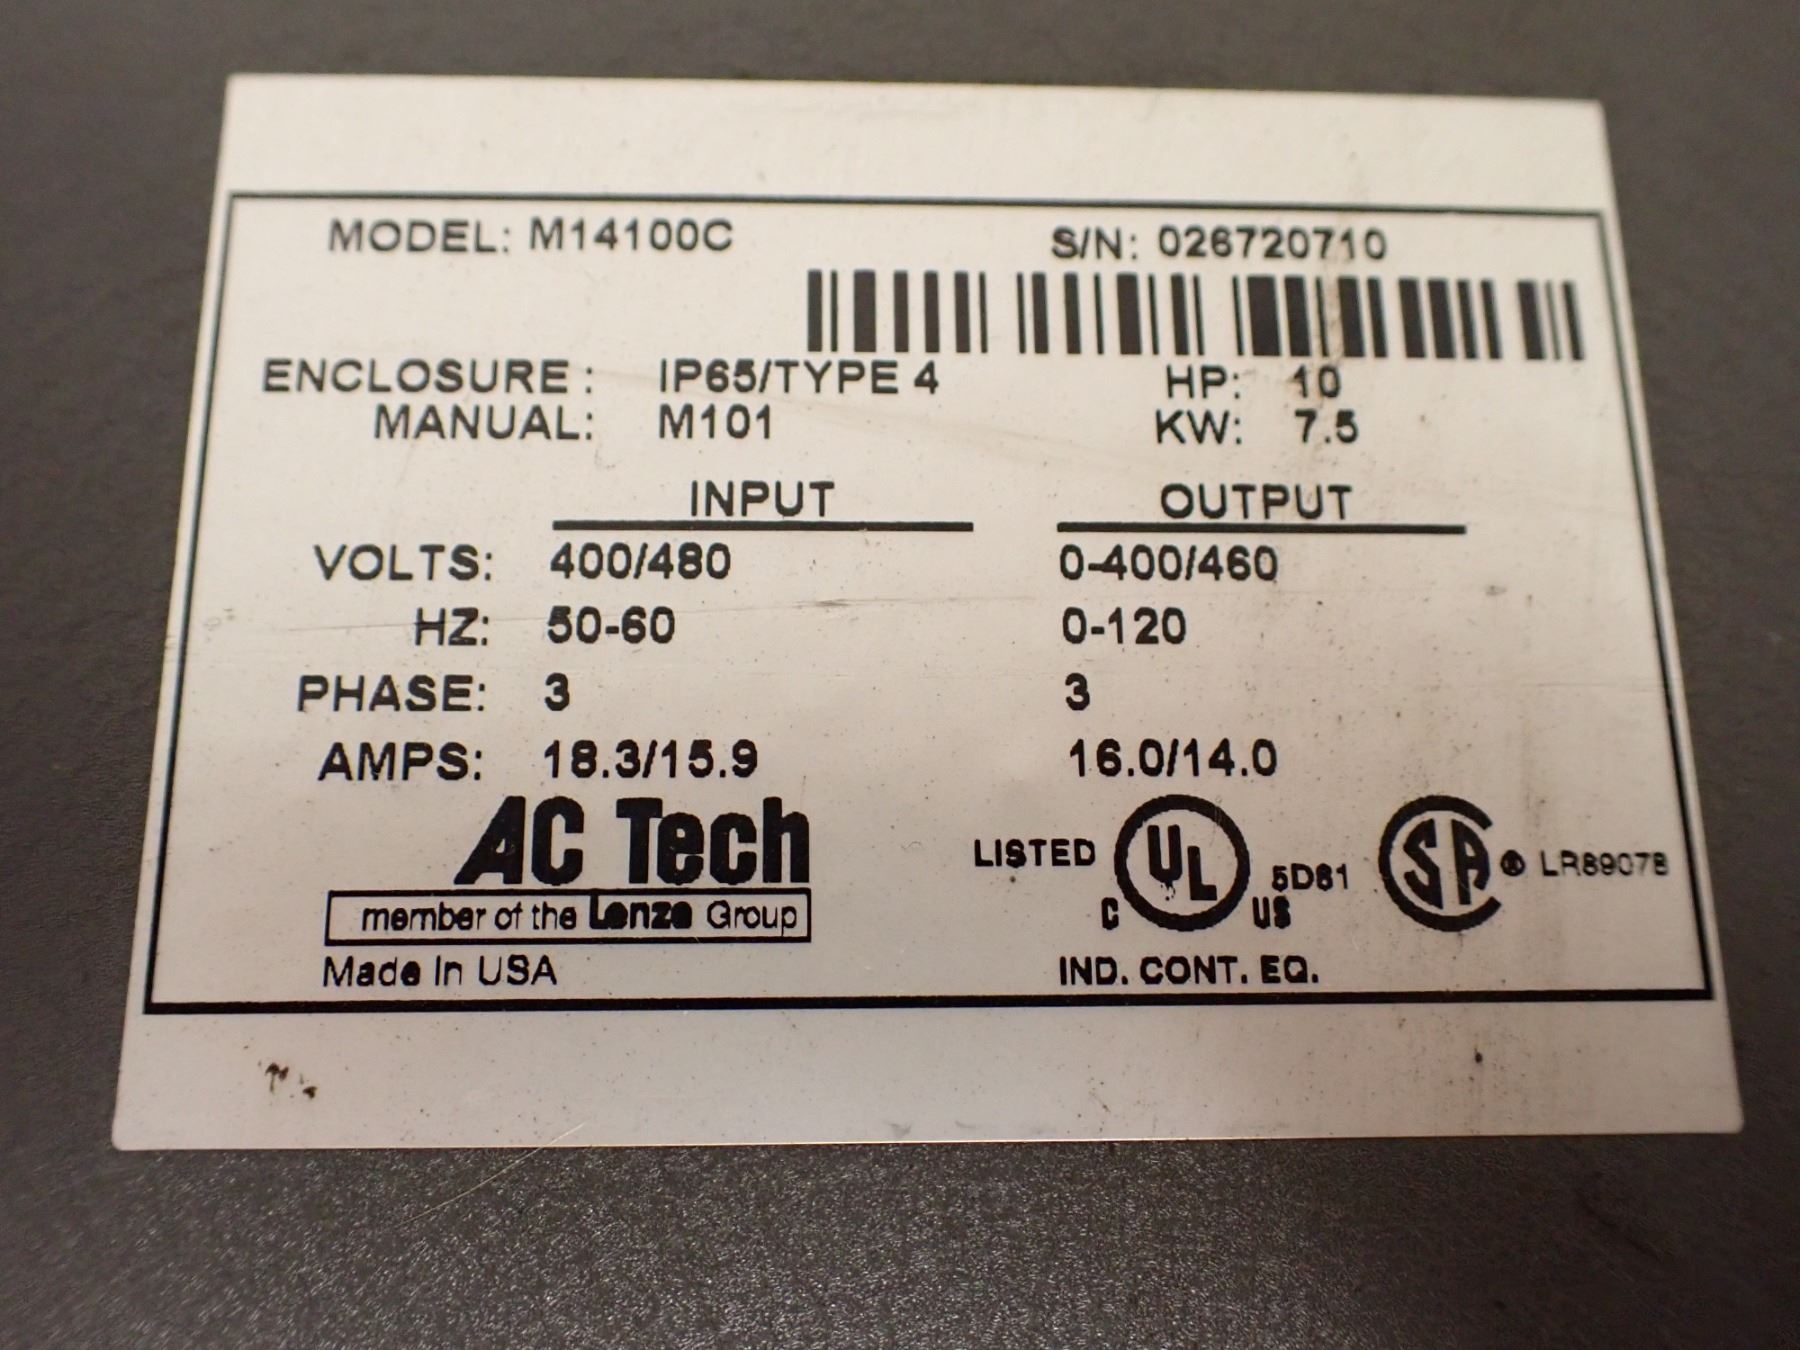 MODEL: M14100C S/N: 026720710
ENCLOSURE: IP65/TYPE 4 HP: 10
MANUAL: M101 KW: 7.5
INPUT OUTPUT
VOLTS: 400/480 0-400/460
HZ: 50-60 0-120
PHASE: 3 3
AMPS: 18.3/15.9 16.0/14.0
AC Tech
member of the Lenze Group
Made in USA
LISTED C UL US 5D81 SA ® LR89078
IND. CONT. EQ.